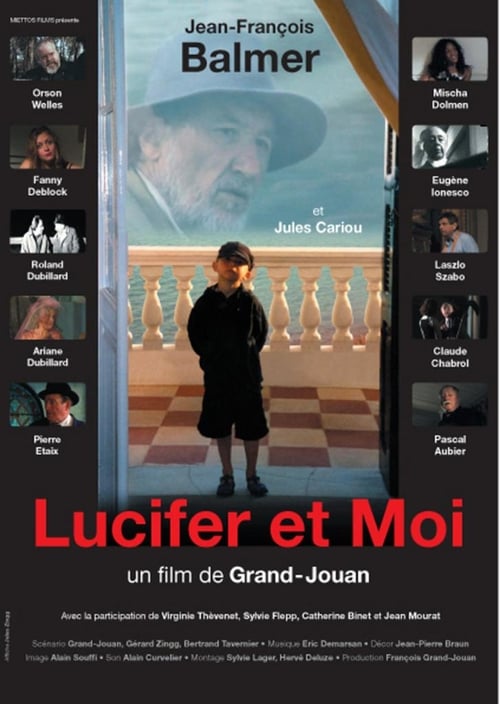 MIETTOS FILMS présente
Jean-François
Balmer
Orson
Welles
Mischa
Dolmen
Fanny
Deblock
Eugène
Ionesco
et
Jules Cariou
Roland
Dubillard
Laszlo
Szabo
Ariane
Dubillard
Claude
Chabrol
Pierre
Etaix
Pascal
Aubier
Lucifer et Moi
un film de Grand-Jouan
Avec la participation de Virginie Thèvenet, Sylvie Flepp, Catherine Binet et Jean Mourat
Scénario Grand-Jouan, Gérard Zingg, Bertrand Tavernier • Musique Eric Demarsan • Décor Jean-Pierre Braun
Image Alain Souffi • Son Alain Curvelier • Montage Sylvie Lager, Hervé Deluze • Production François Grand-Jouan
Affiche Jules Zingg